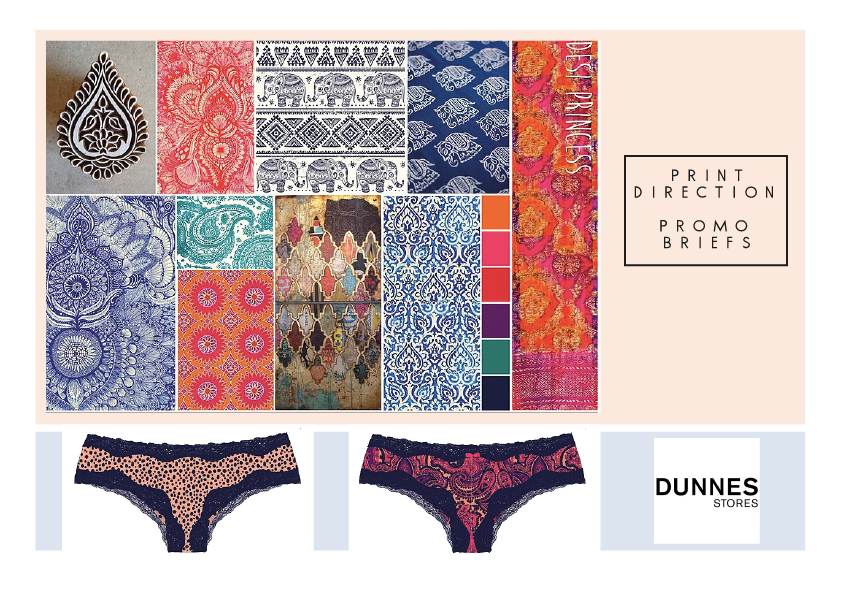 DESI PRINCESS
PRINT
DIRECTION
PROMO
BRIEFS
DUNNES
STORES